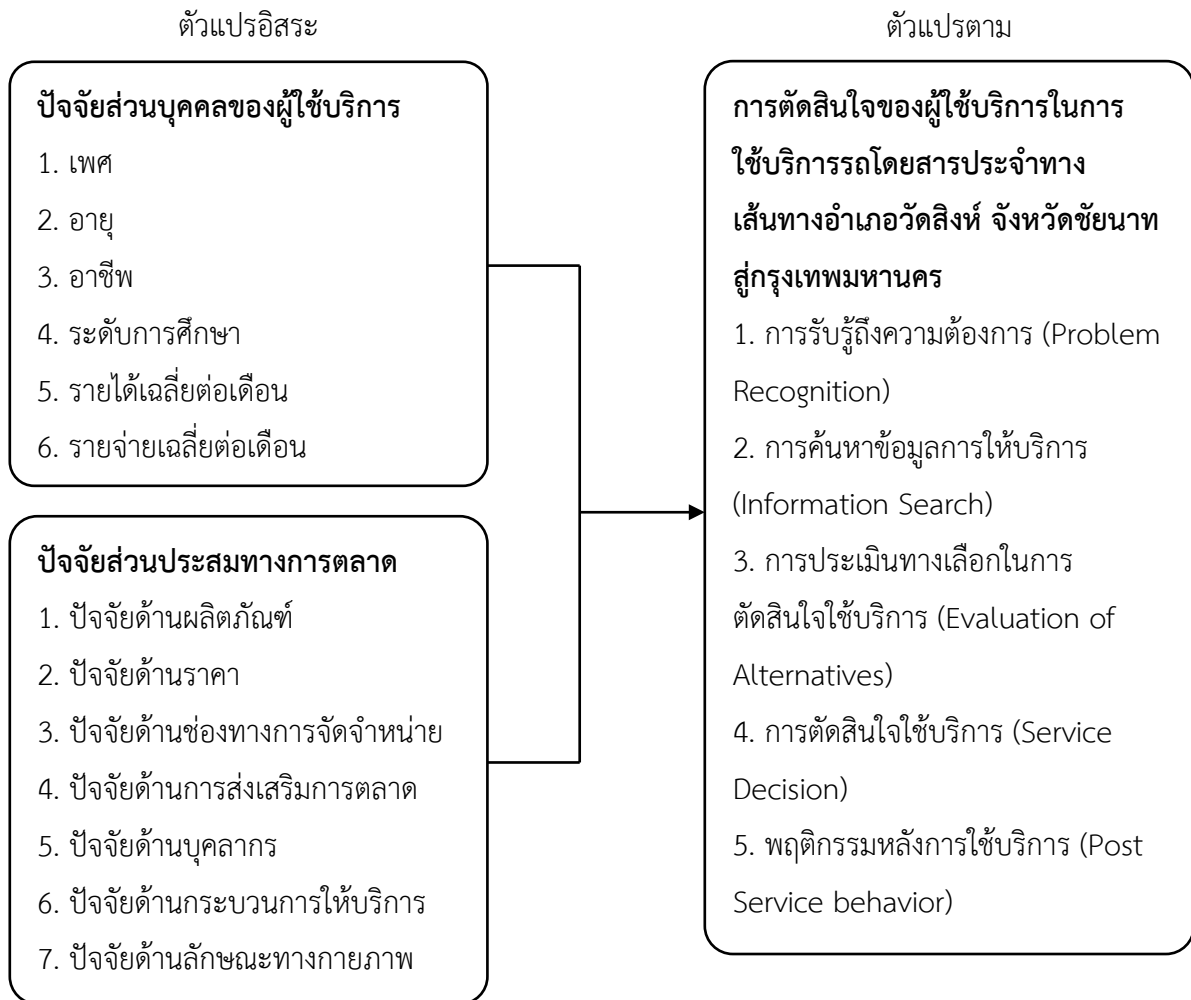 ตัวแปรอิสระ
ปัจจัยส่วนบุคคลของผู้ใช้บริการ
1. เพศ
2. อายุ
3. อาชีพ
4. ระดับการศึกษา
5. รายได้เฉลี่ยต่อเดือน
6. รายจ่ายเฉลี่ยต่อเดือน
ปัจจัยส่วนประสมทางการตลาด
1. ปัจจัยด้านผลิตภัณฑ์
2. ปัจจัยด้านราคา
3. ปัจจัยด้านช่องทางการจัดจำหน่าย
4. ปัจจัยด้านการส่งเสริมการตลาด
5. ปัจจัยด้านบุคลากร
6. ปัจจัยด้านกระบวนการให้บริการ
7. ปัจจัยด้านลักษณะทางกายภาพ
ตัวแปรตาม
การตัดสินใจของผู้ใช้บริการในการ
ใช้บริการรถโดยสารประจำทาง
เส้นทางอำเภอวัดสิงห์ จังหวัดชัยนาท
สู่กรุงเทพมหานคร
1. การรับรู้ถึงความต้องการ (Problem
Recognition)
2. การค้นหาข้อมูลการให้บริการ
(Information Search)
3. การประเมินทางเลือกในการ
ตัดสินใจใช้บริการ (Evaluation of
Alternatives)
4. การตัดสินใจใช้บริการ (Service
Decision)
5. พฤติกรรมหลังการใช้บริการ (Post
Service behavior)